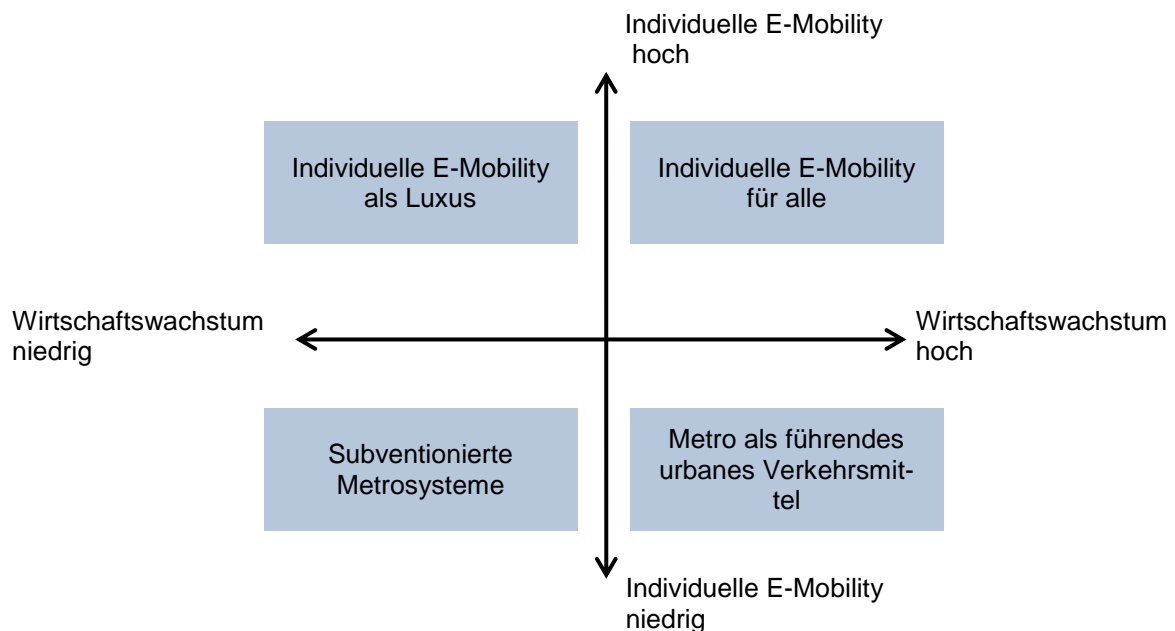 Individuelle E-Mobility
hoch
Individuelle E-Mobility
als Luxus
Individuelle E-Mobility
für alle
Wirtschaftswachstum
niedrig
Wirtschaftswachstum
hoch
Subventionierte
Metrosysteme
Metro als führendes
urbanes Verkehrsmit-
tel
Individuelle E-Mobility
niedrig